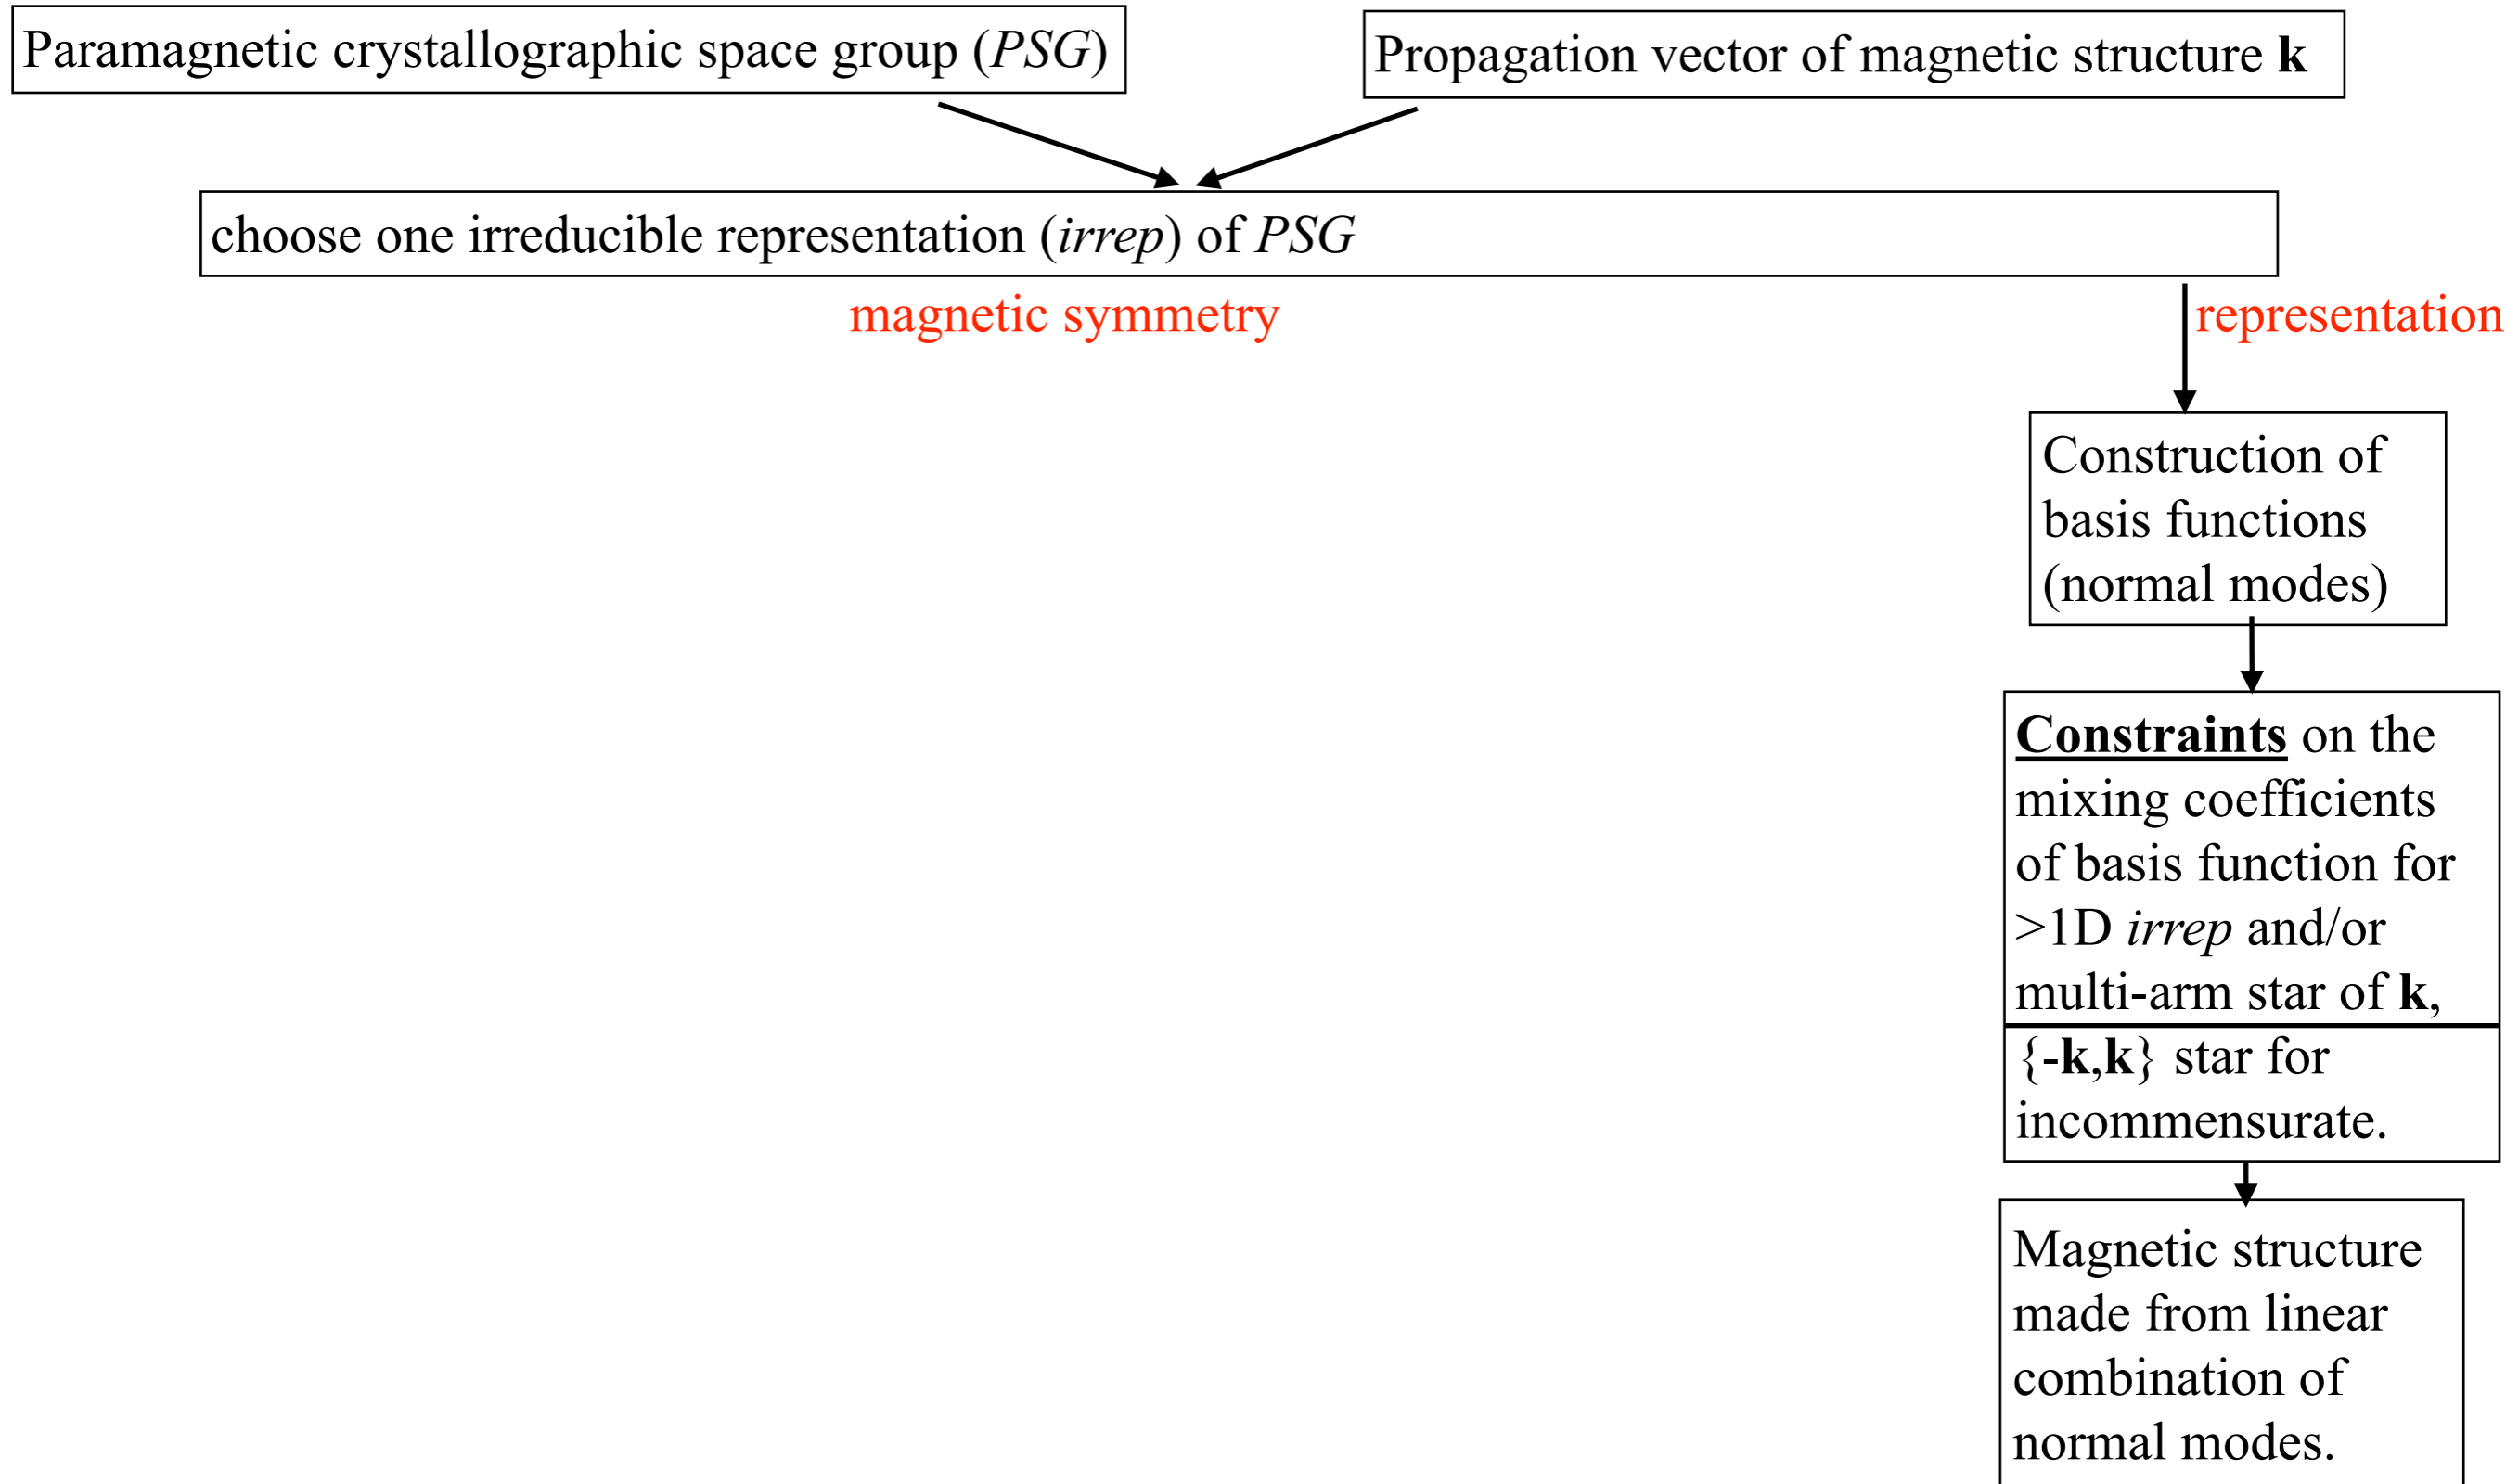 Paramagnetic crystallographic space group (PSG)
Propagation vector of magnetic structure k
choose one irreducible representation (irrep) of PSG
magnetic symmetry
representation
Construction of
basis functions
(normal modes)
Constraints on the
mixing coefficients
of basis function for
>1D irrep and/or
multi-arm star of k,
{-k,k} star for
incommensurate.
Magnetic structure
made from linear
combination of
normal modes.